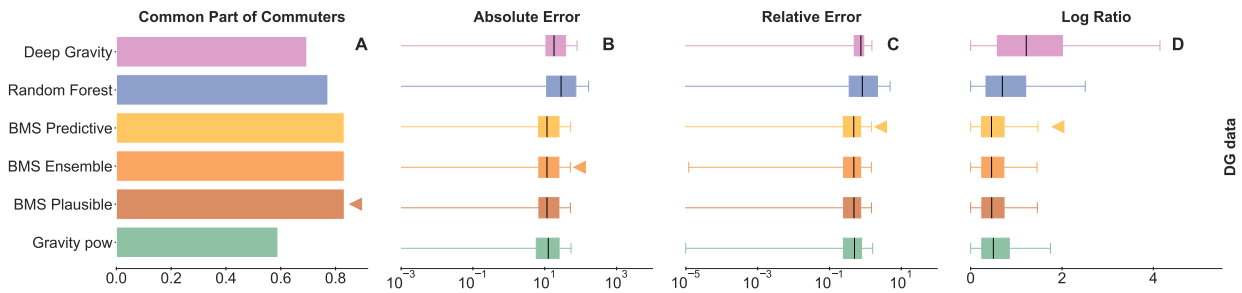 Common Part of Commuters
Absolute Error
Relative Error
Log Ratio
A
B
C
D
Deep Gravity
Random Forest
BMS Predictive
BMS Ensemble
BMS Plausible
Gravity pow
DG data
0.0 0.2 0.4 0.6 0.8
10⁻³ 10⁻¹ 10¹ 10³
10⁻⁵ 10⁻³ 10⁻¹ 10¹
0 2 4